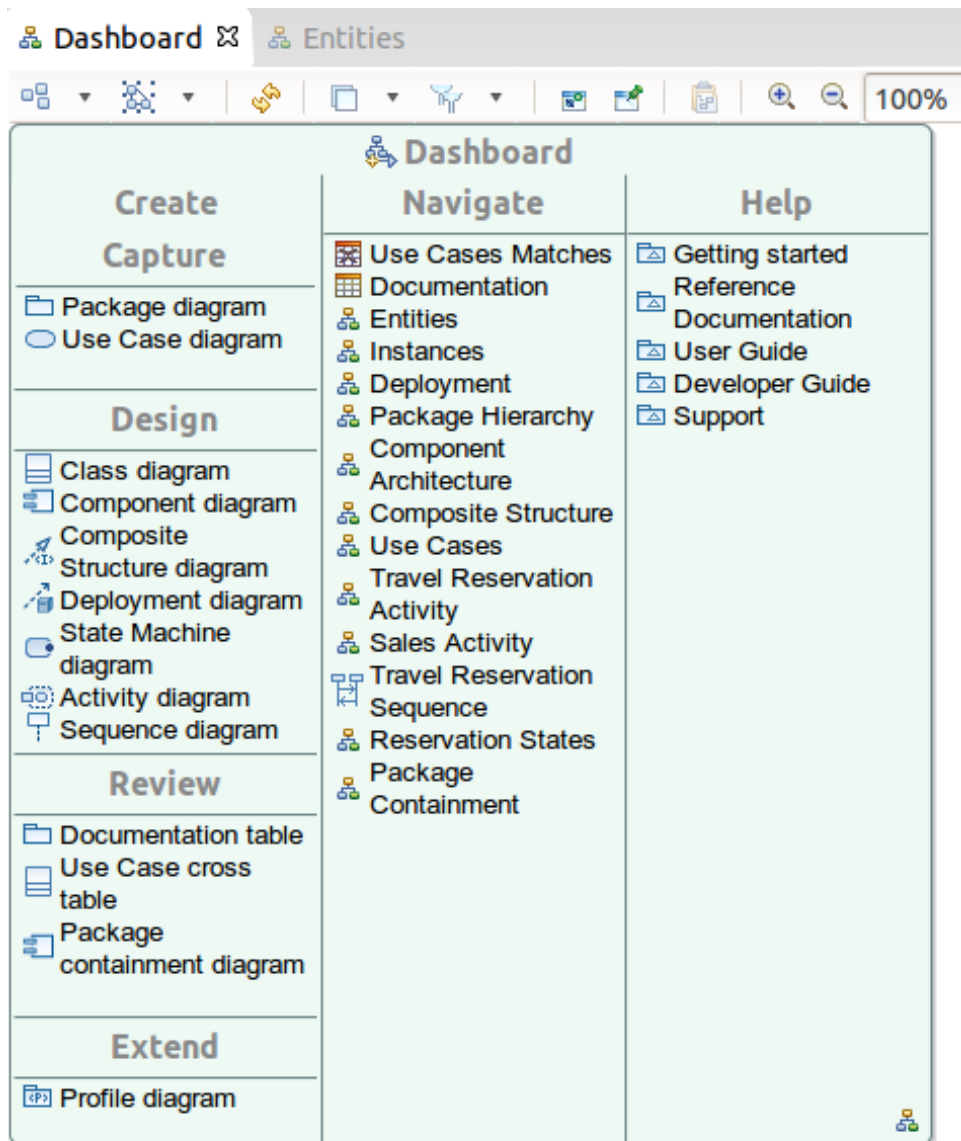 Dashboard
Entities
100%
Dashboard
Create
Capture
Package diagram
Use Case diagram
Design
Class diagram
Component diagram
Composite
Structure diagram
Deployment diagram
State Machine
diagram
Activity diagram
Sequence diagram
Review
Documentation table
Use Case cross
table
Package
containment diagram
Extend
Profile diagram
Navigate
Use Cases Matches
Documentation
Entities
Instances
Deployment
Package Hierarchy
Component
Architecture
Composite Structure
Use Cases
Travel Reservation
Activity
Sales Activity
Travel Reservation
Sequence
Reservation States
Package
Containment
Help
Getting started
Reference
Documentation
User Guide
Developer Guide
Support